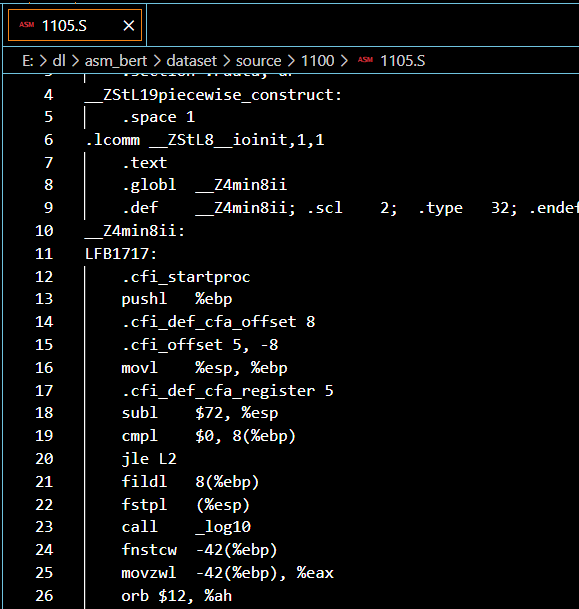 ASM 1105.S ×
E: > dl > asm_bert > dataset > source > 1100 > ASM 1105.S
4 __ZStL19piecewise_construct:
5 .space 1
6 .lcomm __ZStL8__ioinit,1,1
7 .text
8 .globl __Z4min8ii
9 .def __Z4min8ii; .scl 2; .type 32; .endef
10 __Z4min8ii:
11 LFB1717:
12 .cfi_startproc
13 pushl %ebp
14 .cfi_def_cfa_offset 8
15 .cfi_offset 5, -8
16 movl %esp, %ebp
17 .cfi_def_cfa_register 5
18 subl $72, %esp
19 cmpl $0, 8(%ebp)
20 jle L2
21 fildl 8(%ebp)
22 fstpl (%esp)
23 call _log10
24 fnstcw -42(%ebp)
25 movzwl -42(%ebp), %eax
26 orb $12, %ah